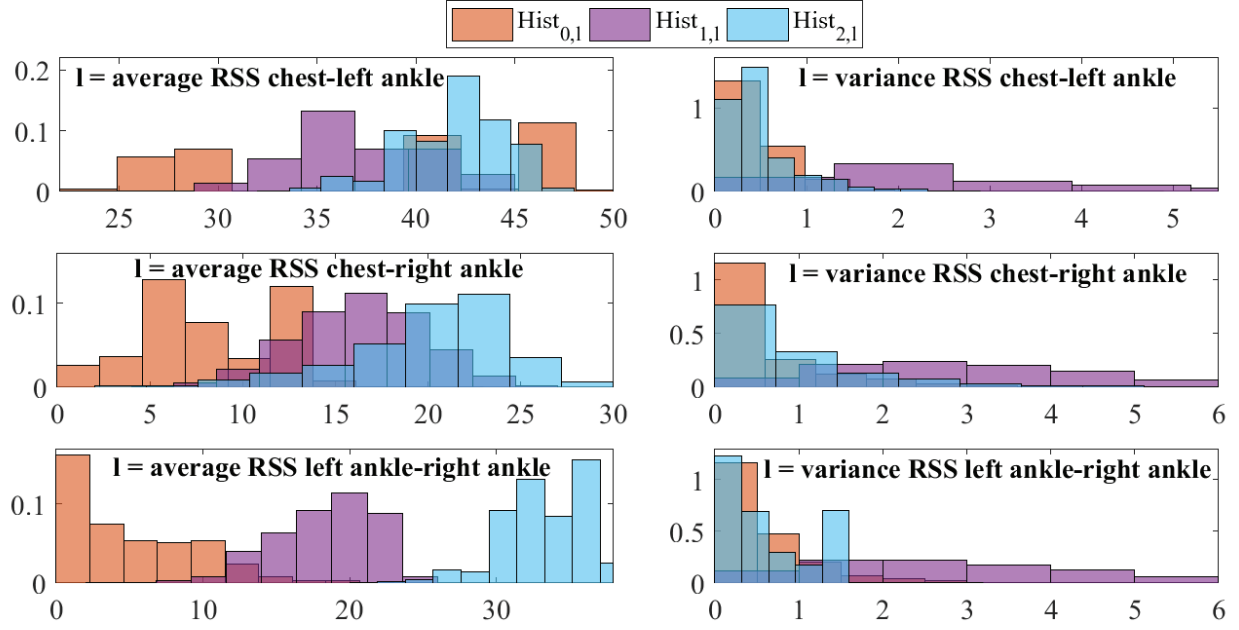 Hist0,l Hist1,l Hist2,l
l = average RSS chest-left ankle
0.2
0.1
0
25 30 35 40 45 50
l = variance RSS chest-left ankle
1
0
0 1 2 3 4 5
l = average RSS chest-right ankle
0.1
0
0 5 10 15 20 25 30
l = variance RSS chest-right ankle
1
0.5
0
0 1 2 3 4 5 6
l = average RSS left ankle-right ankle
0.1
0
0 10 20 30
l = variance RSS left ankle-right ankle
1
0.5
0
0 1 2 3 4 5 6